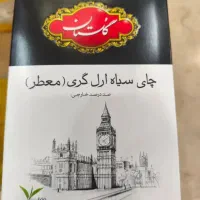 گلستان
چای سیاه ارل گری (معطر)
صد درصد خارجی